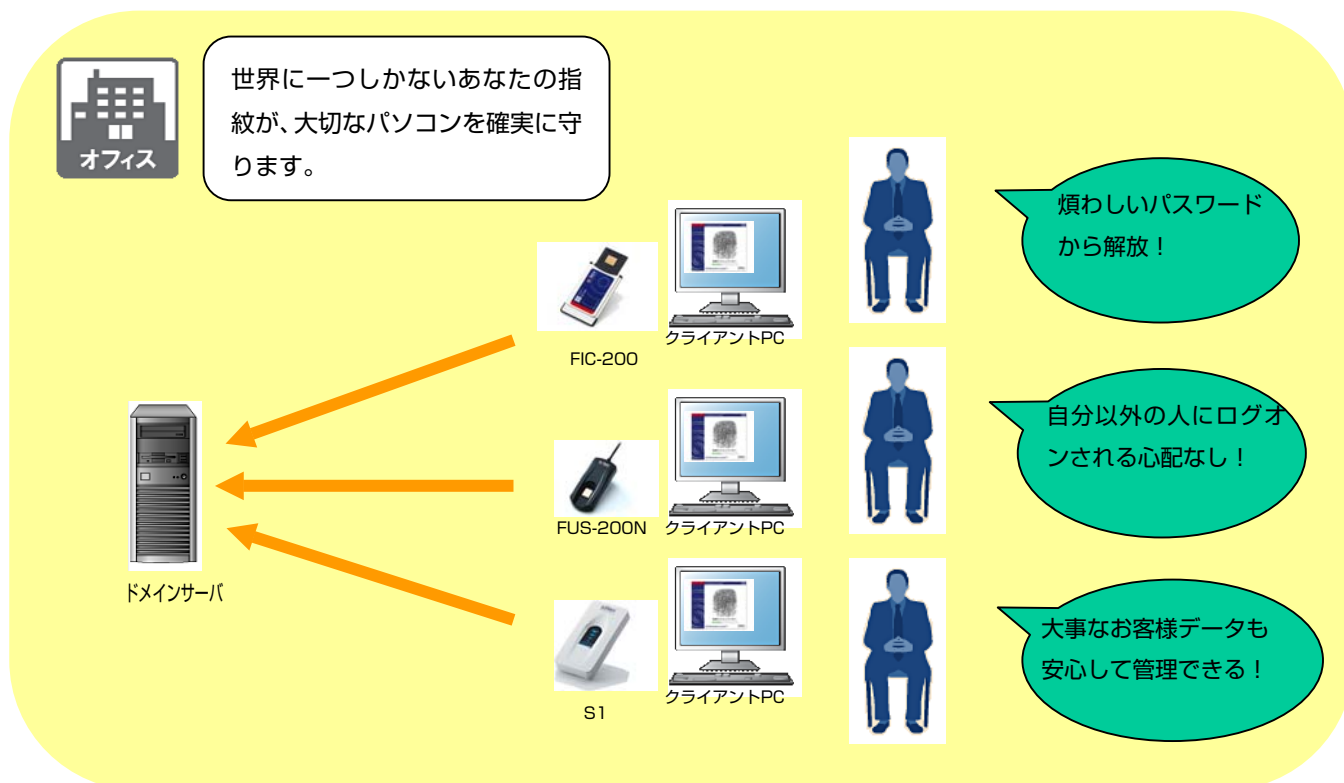 オフィス
世界に一つしかないあなたの指
紋が、大切なパソコンを確実に守
ります。
煩わしいパスワード
から解放！
クライアントPC
FIC-200
自分以外の人にログオ
ンされる心配なし！
クライアントPC
FUS-200N
ドメインサーバ
大事なお客様データも
安心して管理できる！
クライアントPC
S1